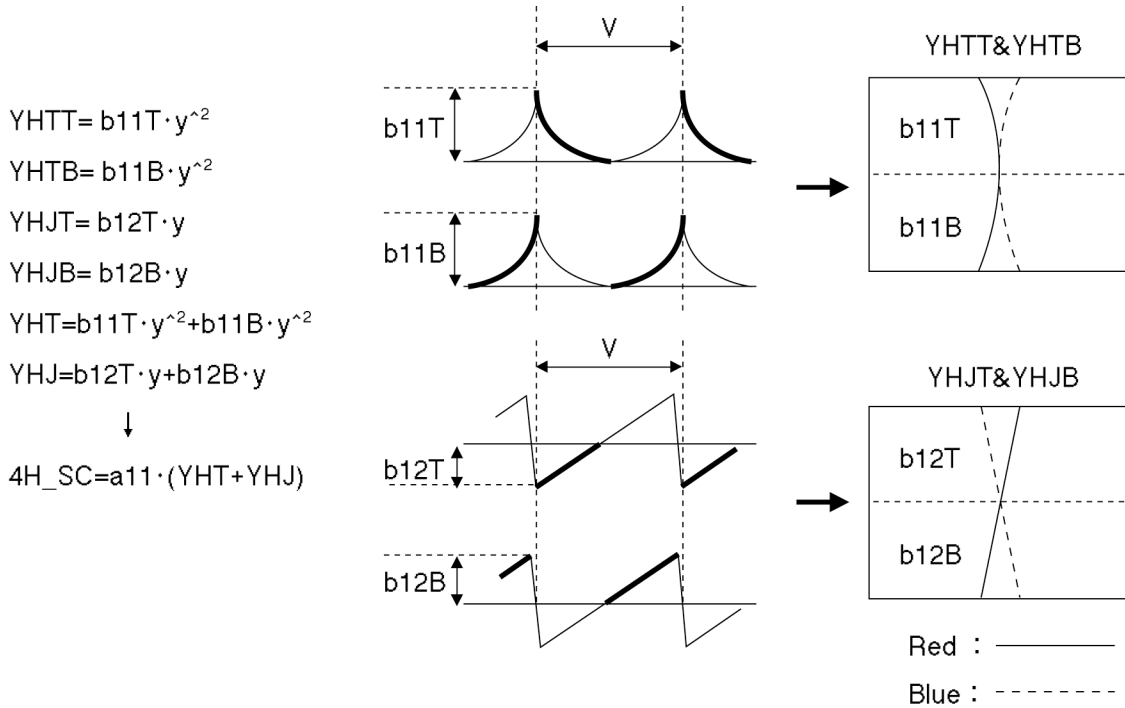 YHTT= b11T·y^2
YHTB= b11B·y^2
YHJT= b12T·y
YHJB= b12B·y
YHT=b11T·y^2+b11B·y^2
YHJ=b12T·y+b12B·y
↓
4H_SC=a11·(YHT+YHJ)
V
b11T
b11B
V
b12T
b12B
YHTT&YHTB
b11T
b11B
YHJT&YHJB
b12T
b12B
Red :
Blue :